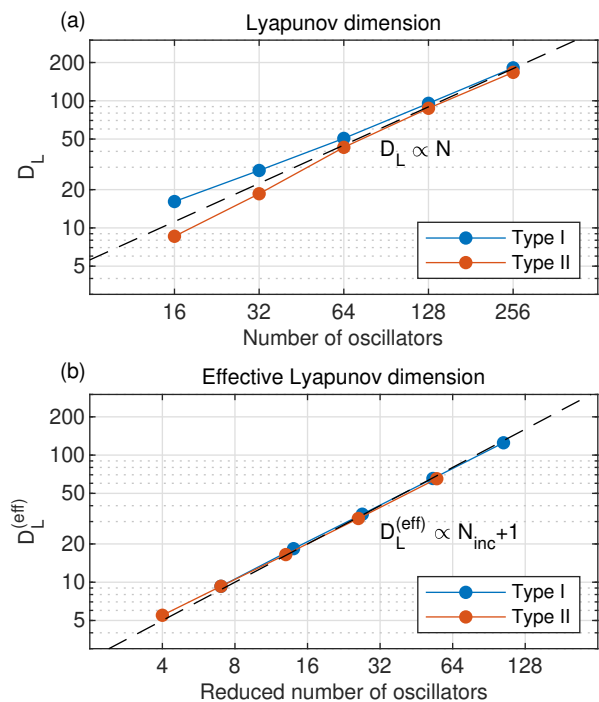 (a)
Lyapunov dimension
200
100
50
20
10
5
D_L
D_L ∝ N
Type I
Type II
16 32 64 128 256
Number of oscillators
(b)
Effective Lyapunov dimension
200
100
50
20
10
5
D_L^(eff)
D_L^(eff) ∝ N_inc+1
Type I
Type II
4 8 16 32 64 128
Reduced number of oscillators